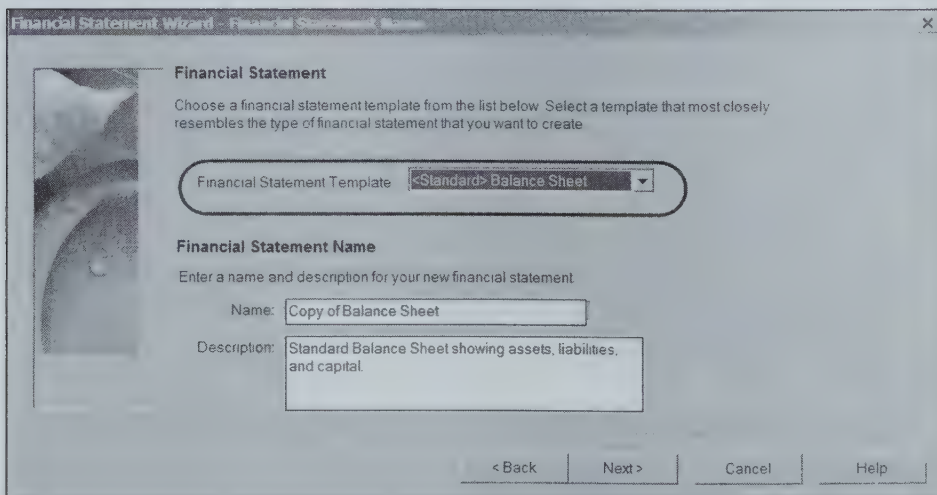 Financial Statement Wizard - Financial Statement Name
Financial Statement
Choose a financial statement template from the list below. Select a template that most closely
resembles the type of financial statement that you want to create
Financial Statement Template <Standard> Balance Sheet
Financial Statement Name
Enter a name and description for your new financial statement
Name: Copy of Balance Sheet
Description: Standard Balance Sheet showing assets, liabilities,
and capital.
< Back Next > Cancel Help